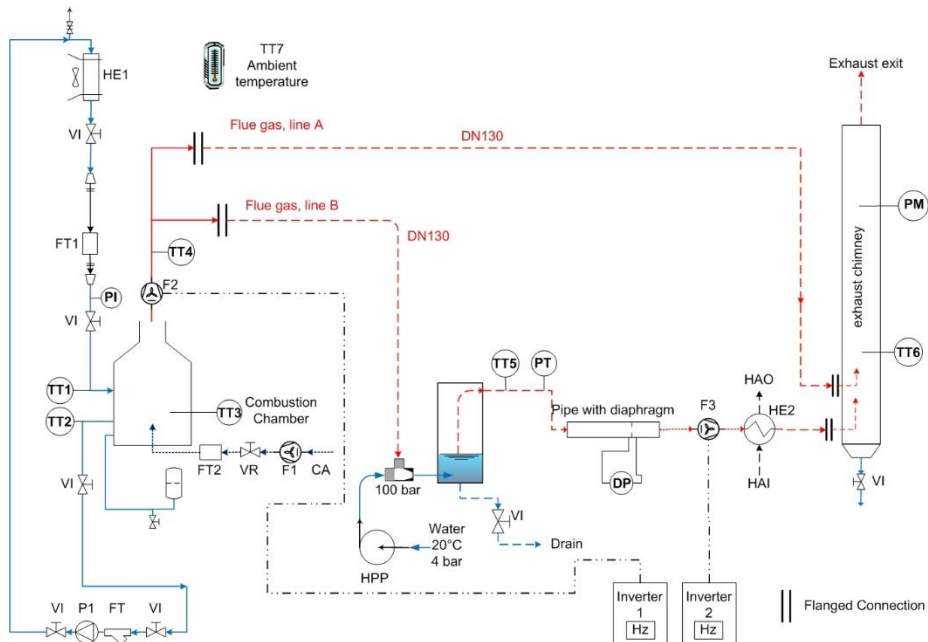 HE1
TT7
Ambient
temperature
Exhaust exit
VI
Flue gas, line A
DN130
Flue gas, line B
DN130
PM
FT1
TT4
F2
PI
VI
exhaust chimney
TT6
TT1
TT2
TT3
Combustion
Chamber
TT5
PT
Pipe with diaphragm
F3
HAO
HE2
VI
FT2
VR
F1
CA
100 bar
DP
HAI
VI
VI
Water
20°C
4 bar
HPP
Drain
VI
P1
FT
VI
Inverter
1
Hz
Inverter
2
Hz
Flanged Connection